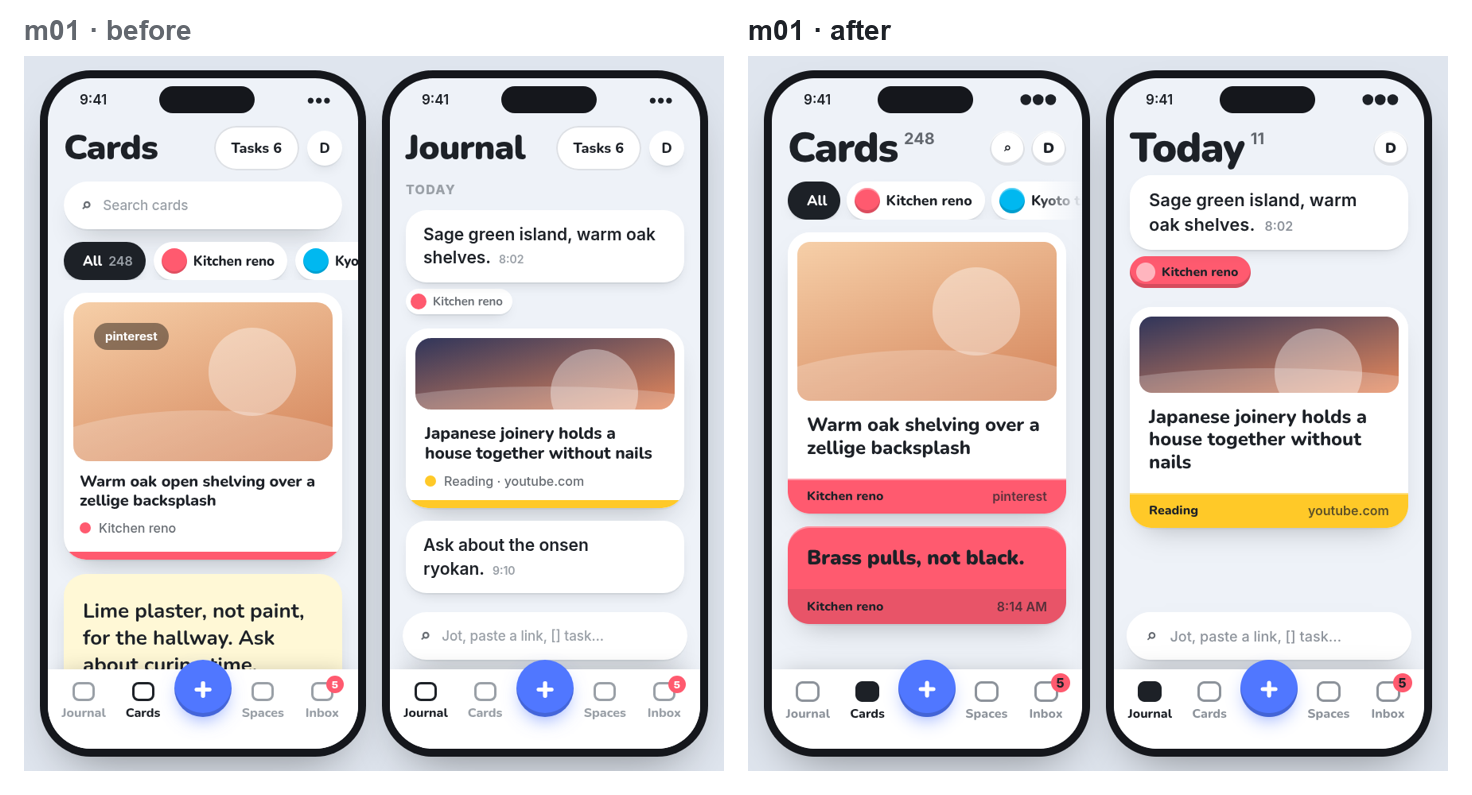 m01 · before
9:41
Cards
Tasks 6
D
Search cards
All 248
Kitchen reno
Kyo
pinterest
Warm oak open shelving over a
zellige backsplash
Kitchen reno
Lime plaster, not paint,
for the hallway. Ask
about curing time.
Journal
Cards
+
Spaces
Inbox
5
9:41
Journal
Tasks 6
D
TODAY
Sage green island, warm oak
shelves. 8:02
Kitchen reno
Japanese joinery holds a
house together without nails
Reading · youtube.com
Ask about the onsen
ryokan. 9:10
Jot, paste a link, [] task...
Journal
Cards
+
Spaces
Inbox
5
m01 · after
9:41
Cards 248
D
All
Kitchen reno
Kyoto t
Warm oak shelving over a
zellige backsplash
Kitchen reno
pinterest
Brass pulls, not black.
Kitchen reno
8:14 AM
Journal
Cards
+
Spaces
Inbox
5
9:41
Today 11
D
Sage green island, warm
oak shelves. 8:02
Kitchen reno
Japanese joinery holds a
house together without
nails
Reading
youtube.com
Jot, paste a link, [] task...
Journal
Cards
+
Spaces
Inbox
5